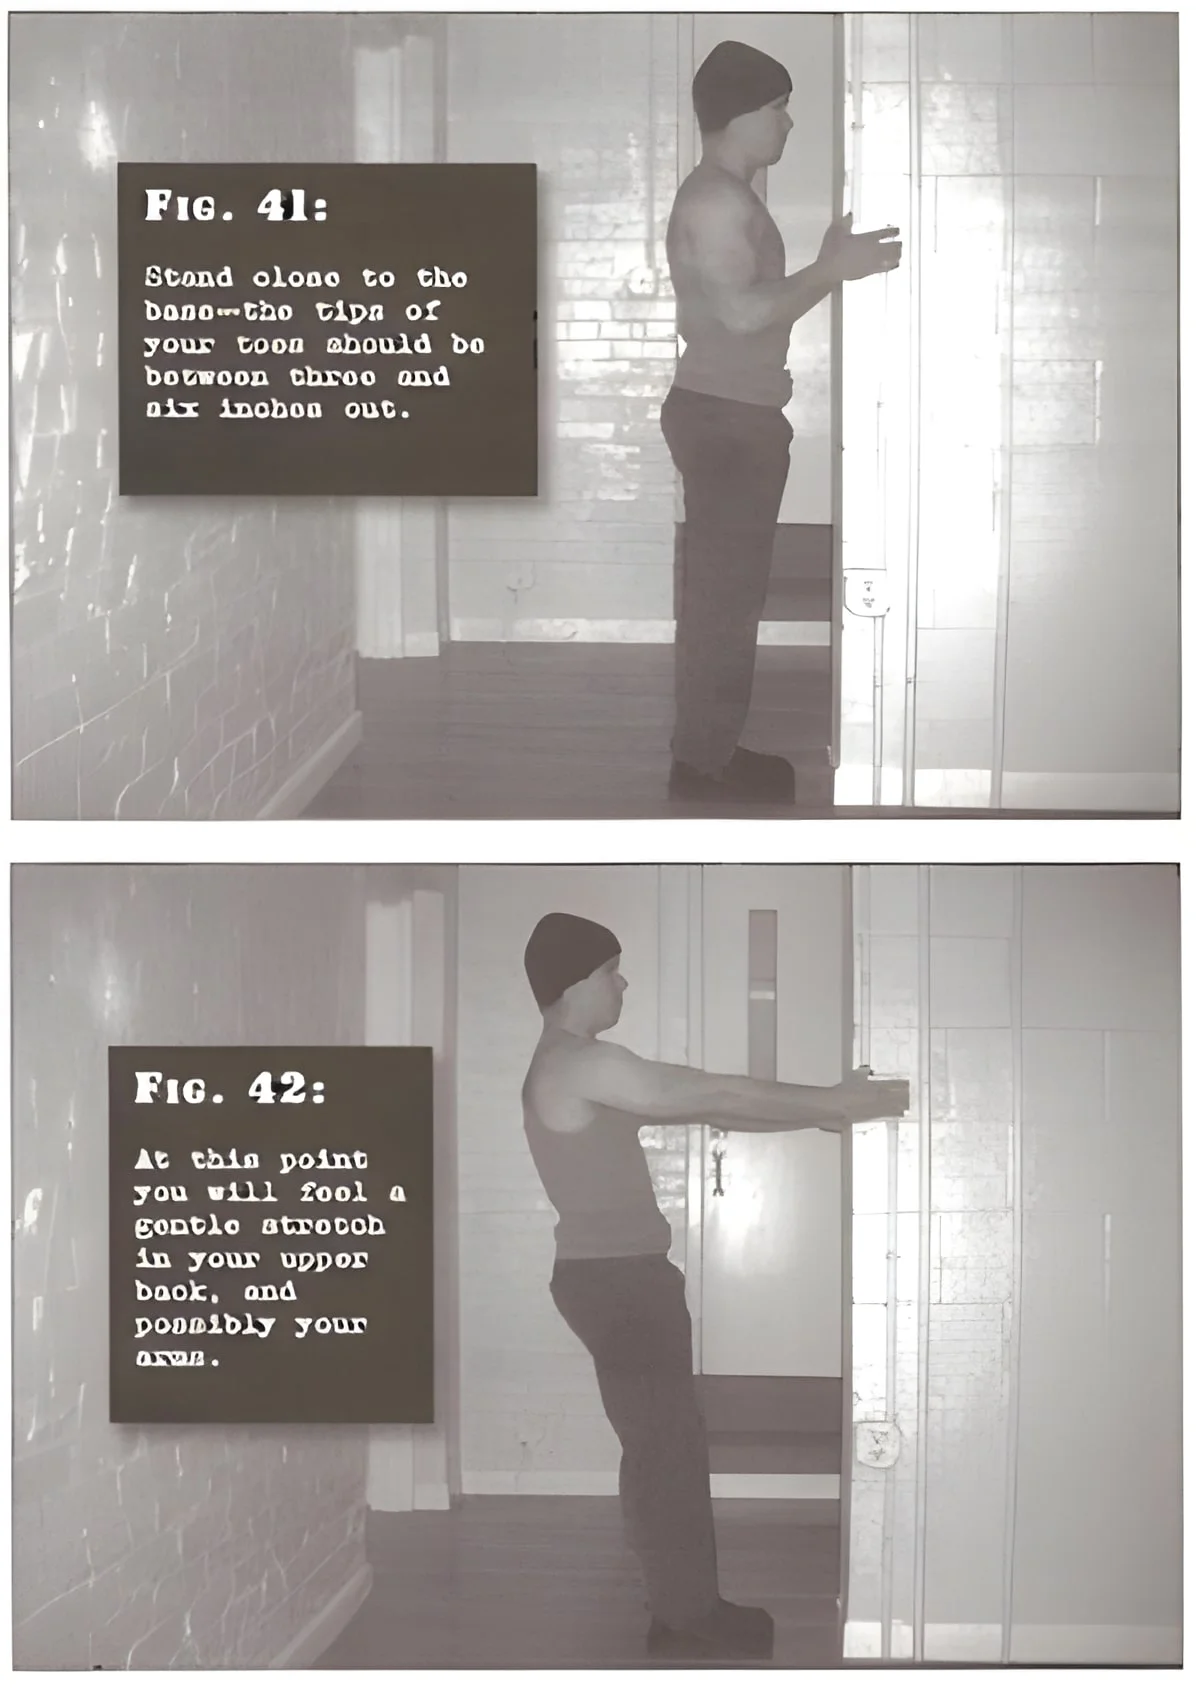 Fig. 41:
Stand close to the
base—the tips of
your toes should be
between three and
six inches out.
Fig. 42:
At this point
you will feel a
gentle stretch
in your upper
back, and
possibly your
arms.